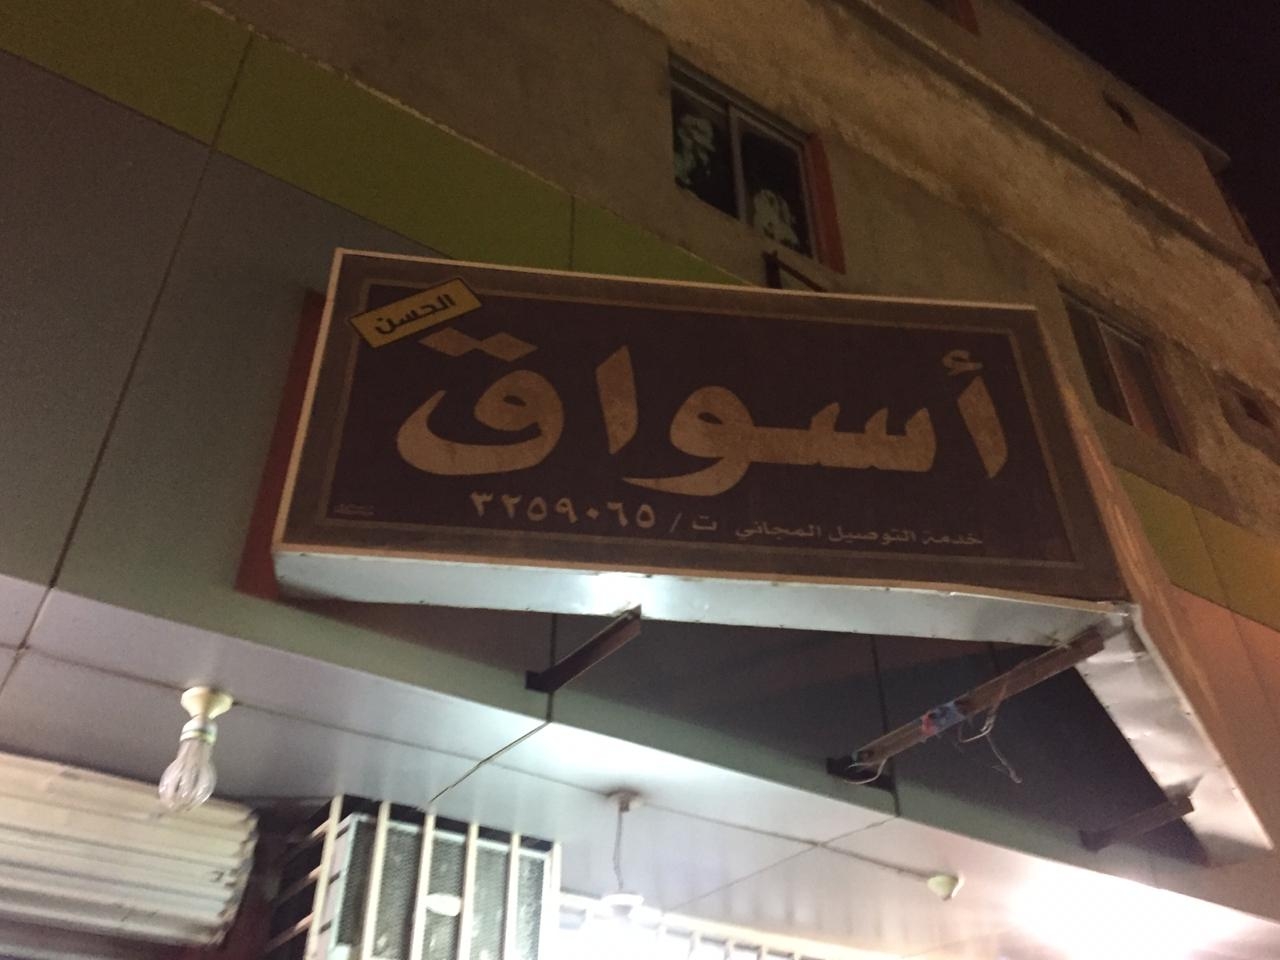 أسواق
الحسن
خدمة التوصيل المجاني ت / ٣٢٥٩٠٦٥